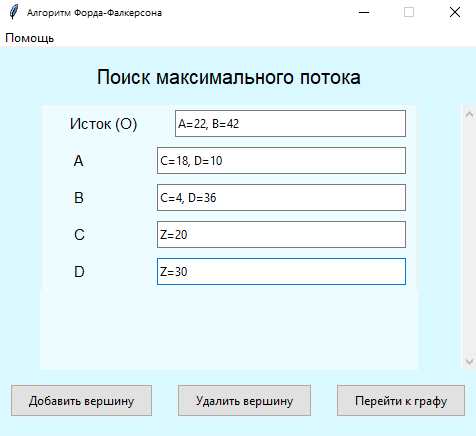 Алгоритм Форда-Фалкерсона
Помощь
Поиск максимального потока
Исток (O) A=22, B=42
A C=18, D=10
B C=4, D=36
C Z=20
D Z=30
Добавить вершину Удалить вершину Перейти к графу